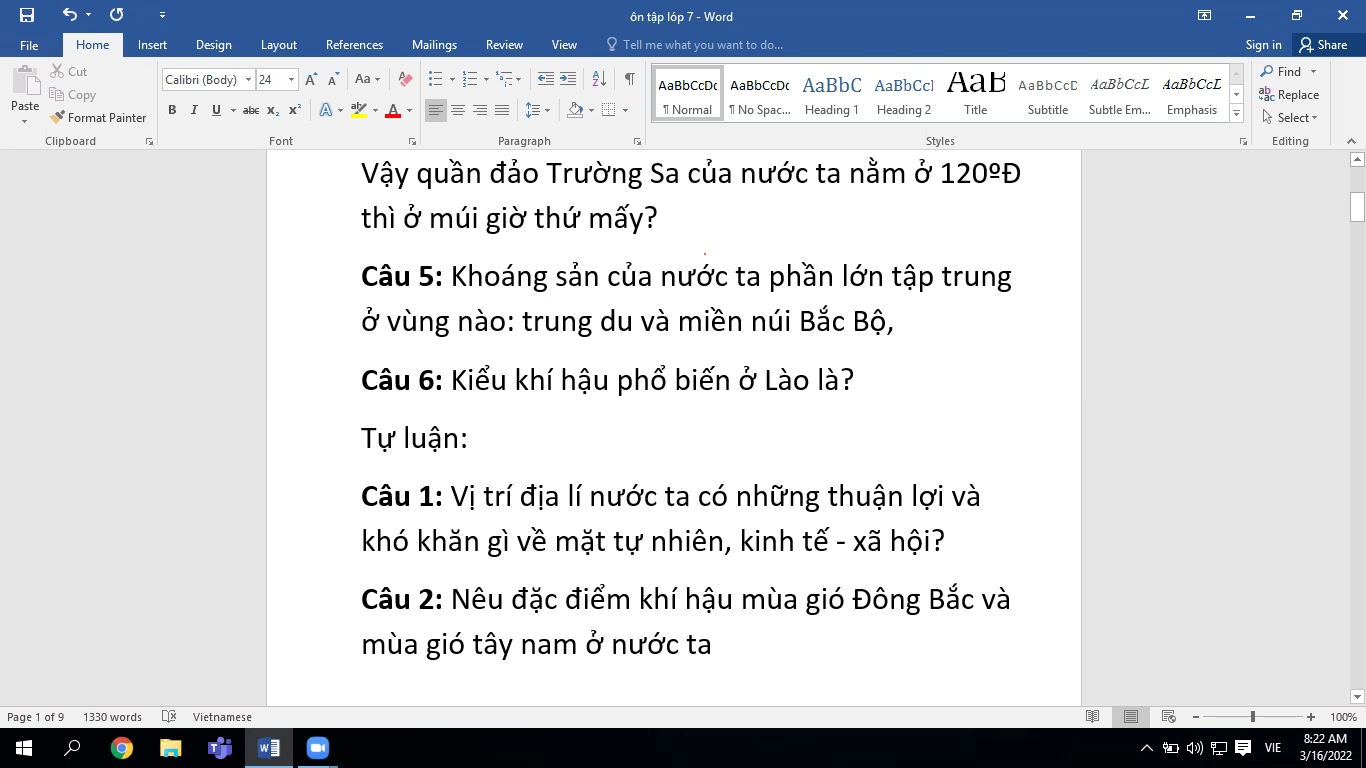 ôn tập lóp 7 - Word
File Home Insert Design Layout References Mailings Review View Tell me what you want to do... Sign in Share
Paste Cut Copy Format Painter Clipboard
Calibri (Body) 24 Font
Paragraph
AaBbCcDc ¶ Normal AaBbCcDc ¶ No Spac... AaBbC Heading 1 AaBbCcI Heading 2 AaB Title AaBbCcD Subtitle AaBbCcL Subtle Em... AaBbCcL Emphasis Styles
Find Replace Select Editing
Vậy quần đảo Trường Sa của nước ta nằm ở 120ºĐ
thì ở múi giờ thứ mấy?
Câu 5: Khoáng sản của nước ta phần lớn tập trung
ở vùng nào: trung du và miền núi Bắc Bộ,
Câu 6: Kiểu khí hậu phổ biến ở Lào là?
Tự luận:
Câu 1: Vị trí địa lí nước ta có những thuận lợi và
khó khăn gì về mặt tự nhiên, kinh tế - xã hội?
Câu 2: Nêu đặc điểm khí hậu mùa gió Đông Bắc và
mùa gió tây nam ở nước ta
Page 1 of 9 1330 words Vietnamese 100%
VIE 8:22 AM
3/16/2022